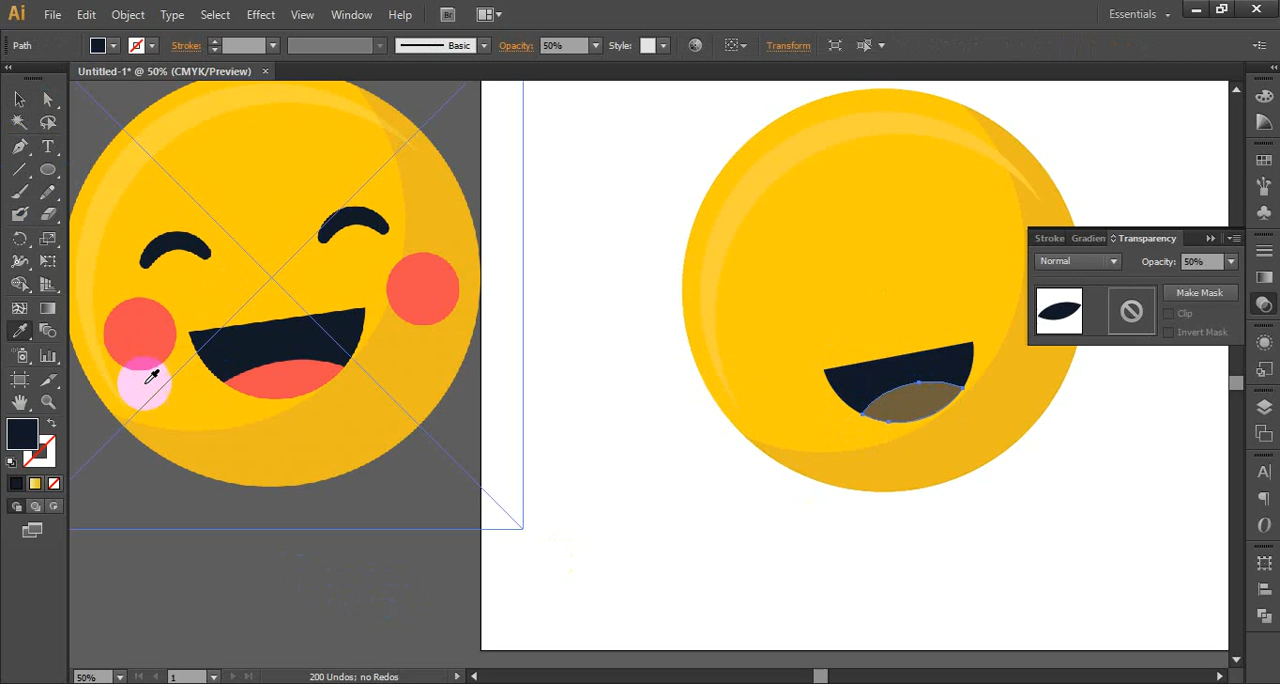 Ai File Edit Object Type Select Effect View Window Help Br Essentials
Path Stroke: Basic Opacity: 50% Style: Transform
Untitled-1* @ 50% (CMYK/Preview) ×
T
Stroke Gradien Transparency
Normal Opacity: 50%
Make Mask
Clip
Invert Mask
A
50% 1 200 Undos; no Redos